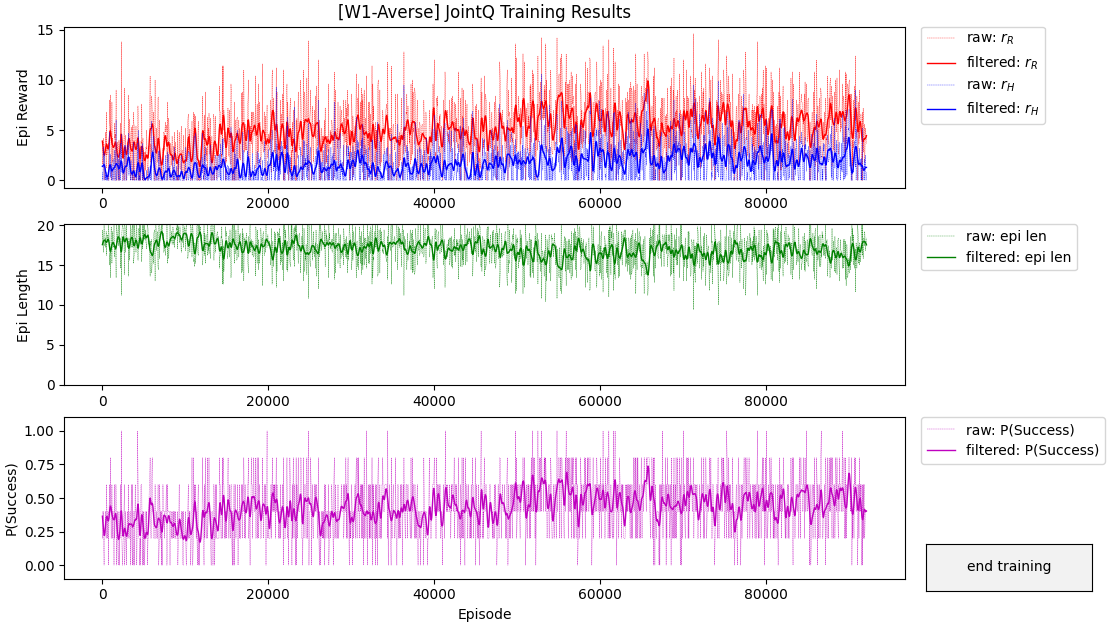 [W1-Averse] JointQ Training Results
Epi Reward
15
10
5
0
0 20000 40000 60000 80000
raw: r_R
filtered: r_R
raw: r_H
filtered: r_H
Epi Length
20
15
10
5
0
0 20000 40000 60000 80000
raw: epi len
filtered: epi len
P(Success)
1.00
0.75
0.50
0.25
0.00
0 20000 40000 60000 80000
Episode
raw: P(Success)
filtered: P(Success)
end training